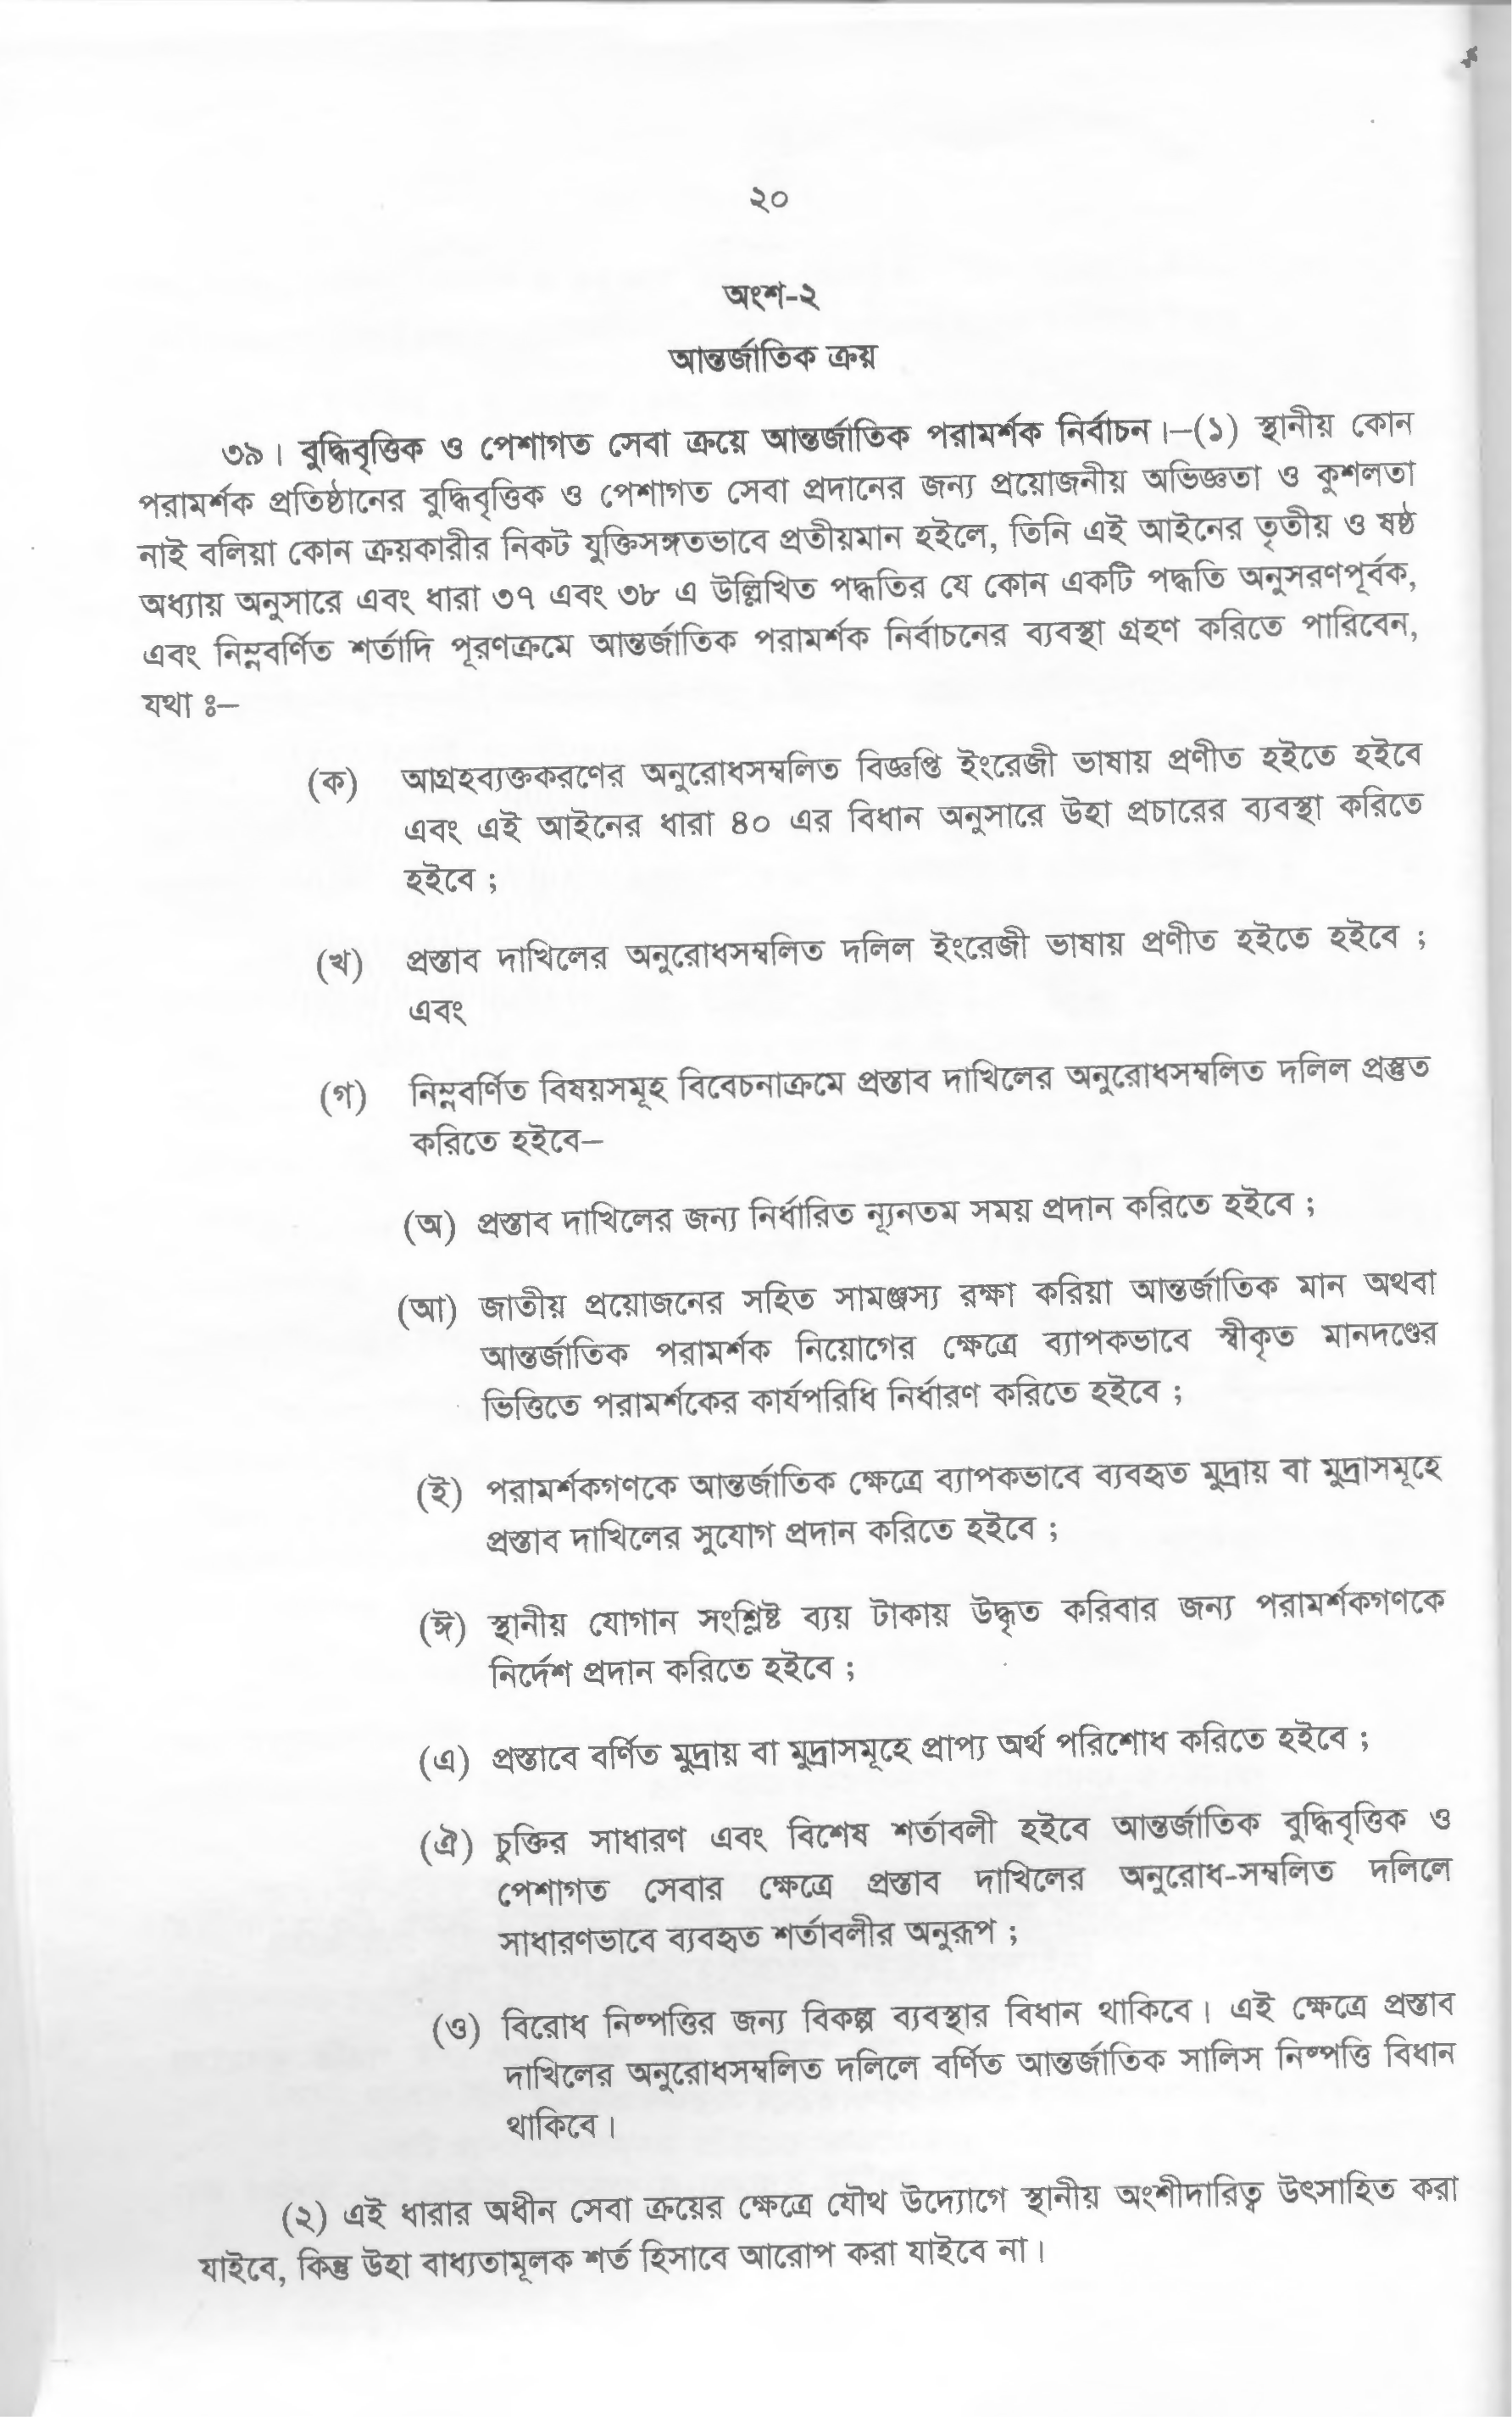 ২০
অংশ-২
আন্তর্জাতিক ক্রয়
৩৯। বুদ্ধিবৃত্তিক ও পেশাগত সেবা ক্রয়ে আন্তর্জাতিক পরামর্শক নির্বাচন।–(১) স্থানীয় কোন
পরামর্শক প্রতিষ্ঠানের বুদ্ধিবৃত্তিক ও পেশাগত সেবা প্রদানের জন্য প্রয়োজনীয় অভিজ্ঞতা ও কুশলতা
নাই বলিয়া কোন ক্রয়কারীর নিকট যুক্তিসঙ্গতভাবে প্রতীয়মান হইলে, তিনি এই আইনের তৃতীয় ও ষষ্ঠ
অধ্যায় অনুসারে এবং ধারা ৩৭ এবং ৩৮ এ উল্লিখিত পদ্ধতির যে কোন একটি পদ্ধতি অনুসরণপূর্বক,
এবং নিম্নবর্ণিত শর্তাদি পূরণক্রমে আন্তর্জাতিক পরামর্শক নির্বাচনের ব্যবস্থা গ্রহণ করিতে পারিবেন,
যথা ঃ–
(ক) আগ্রহব্যক্তকরণের অনুরোধসম্বলিত বিজ্ঞপ্তি ইংরেজী ভাষায় প্রণীত হইতে হইবে
এবং এই আইনের ধারা ৪০ এর বিধান অনুসারে উহা প্রচারের ব্যবস্থা করিতে
হইবে ;
(খ) প্রস্তাব দাখিলের অনুরোধসম্বলিত দলিল ইংরেজী ভাষায় প্রণীত হইতে হইবে ;
এবং
(গ) নিম্নবর্ণিত বিষয়সমূহ বিবেচনাক্রমে প্রস্তাব দাখিলের অনুরোধসম্বলিত দলিল প্রস্তুত
করিতে হইবে–
(অ) প্রস্তাব দাখিলের জন্য নির্ধারিত ন্যূনতম সময় প্রদান করিতে হইবে ;
(আ) জাতীয় প্রয়োজনের সহিত সামঞ্জস্য রক্ষা করিয়া আন্তর্জাতিক মান অথবা
আন্তর্জাতিক পরামর্শক নিয়োগের ক্ষেত্রে ব্যাপকভাবে স্বীকৃত মানদণ্ডের
ভিত্তিতে পরামর্শকের কার্যপরিধি নির্ধারণ করিতে হইবে ;
(ই) পরামর্শকগণকে আন্তর্জাতিক ক্ষেত্রে ব্যাপকভাবে ব্যবহৃত মুদ্রায় বা মুদ্রাসমূহে
প্রস্তাব দাখিলের সুযোগ প্রদান করিতে হইবে ;
(ঈ) স্থানীয় যোগান সংশ্লিষ্ট ব্যয় টাকায় উদ্ধৃত করিবার জন্য পরামর্শকগণকে
নির্দেশ প্রদান করিতে হইবে ;
(এ) প্রস্তাবে বর্ণিত মুদ্রায় বা মুদ্রাসমূহে প্রাপ্য অর্থ পরিশোধ করিতে হইবে ;
(ঐ) চুক্তির সাধারণ এবং বিশেষ শর্তাবলী হইবে আন্তর্জাতিক বুদ্ধিবৃত্তিক ও
পেশাগত সেবার ক্ষেত্রে প্রস্তাব দাখিলের অনুরোধ-সম্বলিত দলিলে
সাধারণভাবে ব্যবহৃত শর্তাবলীর অনুরূপ ;
(ও) বিরোধ নিষ্পত্তির জন্য বিকল্প ব্যবস্থার বিধান থাকিবে। এই ক্ষেত্রে প্রস্তাব
দাখিলের অনুরোধসম্বলিত দলিলে বর্ণিত আন্তর্জাতিক সালিস নিষ্পত্তি বিধান
থাকিবে।
(২) এই ধারার অধীন সেবা ক্রয়ের ক্ষেত্রে যৌথ উদ্যোগে স্থানীয় অংশীদারিত্ব উৎসাহিত করা
যাইবে, কিন্তু উহা বাধ্যতামূলক শর্ত হিসাবে আরোপ করা যাইবে না।